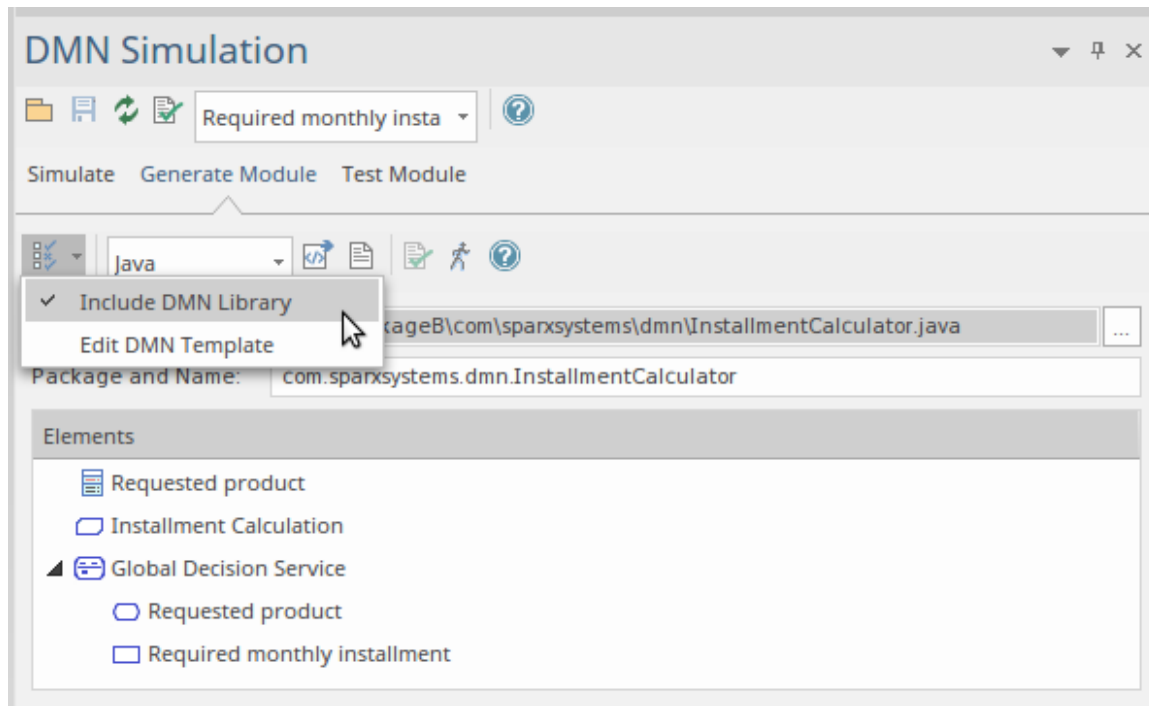 DMN Simulation
Required monthly insta
Simulate Generate Module Test Module
Java
Include DMN Library
kageB\com\sparxsystems\dmn\InstallmentCalculator.java
...
Edit DMN Template
Package and Name: com.sparxsystems.dmn.InstallmentCalculator
Elements
Requested product
Installment Calculation
Global Decision Service
Requested product
Required monthly installment